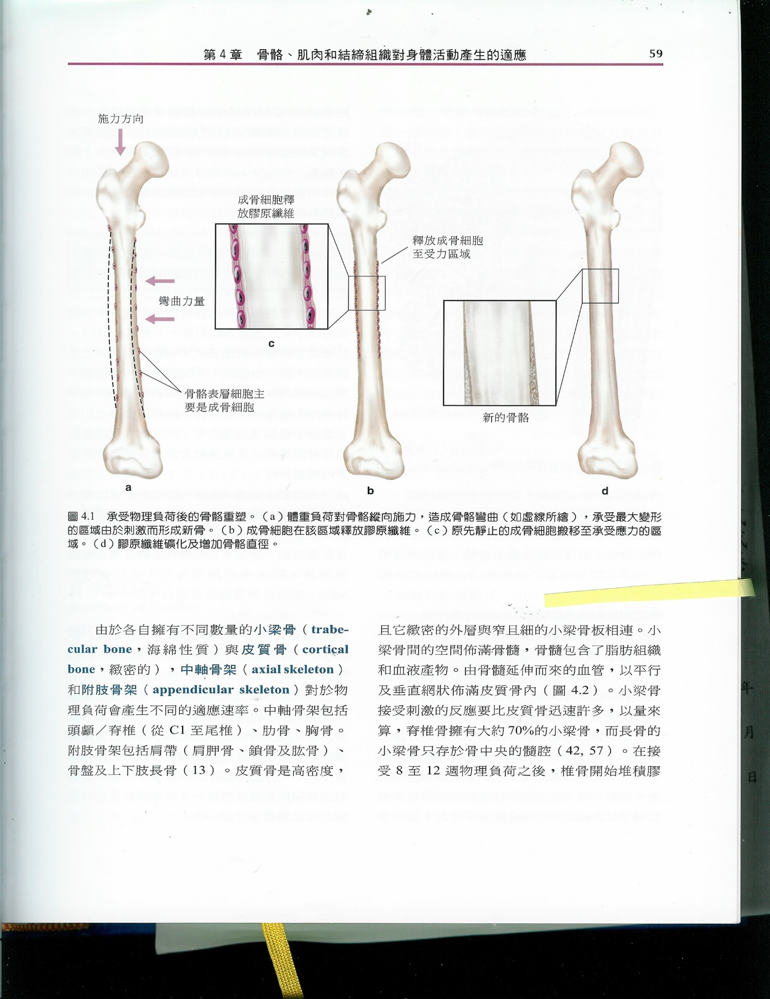 第 4 章　骨骼、肌肉和結締組織對身體活動產生的適應
59
施力方向
成骨細胞釋
放膠原纖維
釋放成骨細胞
至受力區域
彎曲力量
c
骨骼表層細胞主
要是成骨細胞
新的骨骼
a
b
d
圖 4.1　承受物理負荷後的骨骼重塑。（a）體重負荷對骨骼縱向施力，造成骨骼彎曲（如虛線所繪），承受最大變形
的區域由於刺激而形成新骨。（b）成骨細胞在該區域釋放膠原纖維。（c）原先靜止的成骨細胞搬移至承受應力的區
域。（d）膠原纖維礦化及增加骨骼直徑。
由於各自擁有不同數量的小梁骨（trabe-
cular bone，海綿性質）與皮質骨（cortical
bone，緻密的），中軸骨架（axial skeleton）
和附肢骨架（appendicular skeleton）對於物
理負荷會產生不同的適應速率。中軸骨架包括
頭顱／脊椎（從 C1 至尾椎）、肋骨、胸骨。
附肢骨架包括肩帶（肩胛骨、鎖骨及肱骨）、
骨盤及上下肢長骨（13）。皮質骨是高密度，
且它緻密的外層與窄且細的小梁骨板相連。小
梁骨間的空間佈滿骨髓，骨髓包含了脂肪組織
和血液產物。由骨髓延伸而來的血管，以平行
及垂直網狀佈滿皮質骨內（圖 4.2）。小梁骨
接受刺激的反應要比皮質骨迅速許多，以量來
算，脊椎骨擁有大約 70%的小梁骨，而長骨的
小梁骨只存於骨中央的髓腔（42, 57）。在接
受 8 至 12 週物理負荷之後，椎骨開始堆積膠
年
月
日